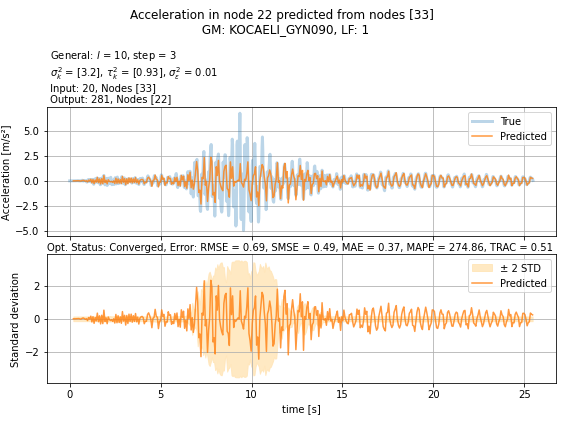 Acceleration in node 22 predicted from nodes [33]
GM: KOCAELI_GYN090, LF: 1
General: l = 10, step = 3
σ²ₖ = [3.2], τ²ₖ = [0.93], σ²ε = 0.01
Input: 20, Nodes [33]
Output: 281, Nodes [22]
Acceleration [m/s²]
5.0
2.5
0.0
−2.5
−5.0
True
Predicted
Opt. Status: Converged, Error: RMSE = 0.69, SMSE = 0.49, MAE = 0.37, MAPE = 274.86, TRAC = 0.51
Standard deviation
2
0
−2
± 2 STD
Predicted
0 5 10 15 20 25
time [s]